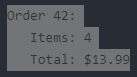 Order 42:
Items: 4
Total: $13.99